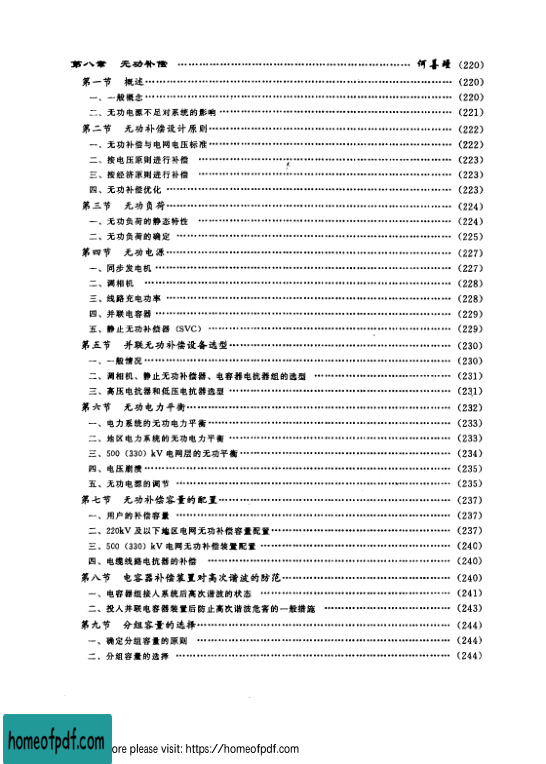 第八章 无功补偿 …… 何善瑾 (220)
第一节 概述 …… (220)
一、一般概念 …… (220)
二、无功电源不足对系统的影响 …… (221)
第二节 无功补偿设计原则 …… (222)
一、无功补偿与电网电压标准 …… (222)
二、按电压原则进行补偿 …… (223)
三、按经济原则进行补偿 …… (223)
四、无功补偿优化 …… (223)
第三节 无功负荷 …… (224)
一、无功负荷的静态特性 …… (224)
二、无功负荷的确定 …… (225)
第四节 无功电源 …… (227)
一、同步发电机 …… (227)
二、调相机 …… (228)
三、线路充电功率 …… (228)
四、并联电容器 …… (229)
五、静止无功补偿器 (SVC) …… (229)
第五节 并联无功补偿设备选型 …… (230)
一、一般情况 …… (230)
二、调相机、静止无功补偿器、电容器电抗器组的选型 …… (231)
三、高压电抗器和低压电抗器选型 …… (231)
第六节 无功电力平衡 …… (232)
一、电力系统的无功电力平衡 …… (233)
二、地区电力系统的无功电力平衡 …… (233)
三、500 (330) kV 电网层的无功平衡 …… (234)
四、电压崩溃 …… (235)
五、无功电源的调节 …… (235)
第七节 无功补偿容量的配置 …… (237)
一、用户的补偿容量 …… (237)
二、220kV 及以下地区电网无功补偿容量配置 …… (237)
三、500 (330) kV 电网无功补偿装置配置 …… (240)
四、电缆线路电抗器的补偿 …… (240)
第八节 电容器补偿装置对高次谐波的防范 …… (240)
一、电容器组接入系统后高次谐波的状态 …… (241)
二、投入并联电容器装置后防止高次谐波危害的一般措施 …… (243)
第九节 分组容量的选择 …… (244)
一、确定分组容量的原则 …… (244)
二、分组容量的选择 …… (244)
homeofpdf.com
ore please visit: https://homeofpdf.com